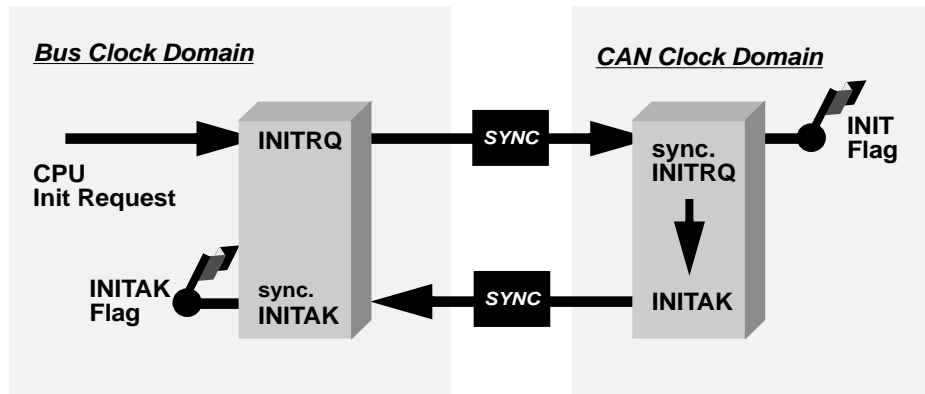 Bus Clock Domain
CAN Clock Domain
CPU
Init Request
INITRQ
SYNC
sync.
INITRQ
INIT
Flag
INITAK
Flag
sync.
INITAK
SYNC
INITAK